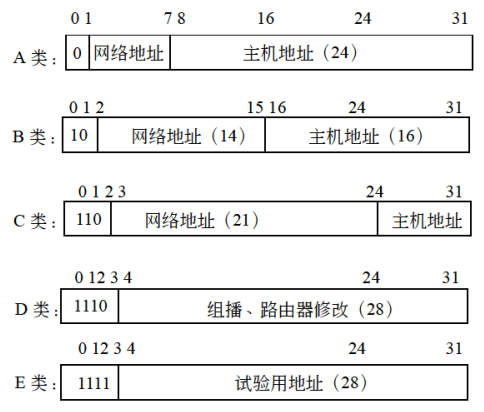 0 1 7 8 16 24 31
A 类： 0 网络地址 主机地址（24）
0 1 2 15 16 24 31
B 类： 10 网络地址（14） 主机地址（16）
0 1 2 3 24 31
C 类： 110 网络地址（21） 主机地址
0 12 3 4 24 31
D 类： 1110 组播、路由器修改（28）
0 12 3 4 24 31
E 类： 1111 试验用地址（28）